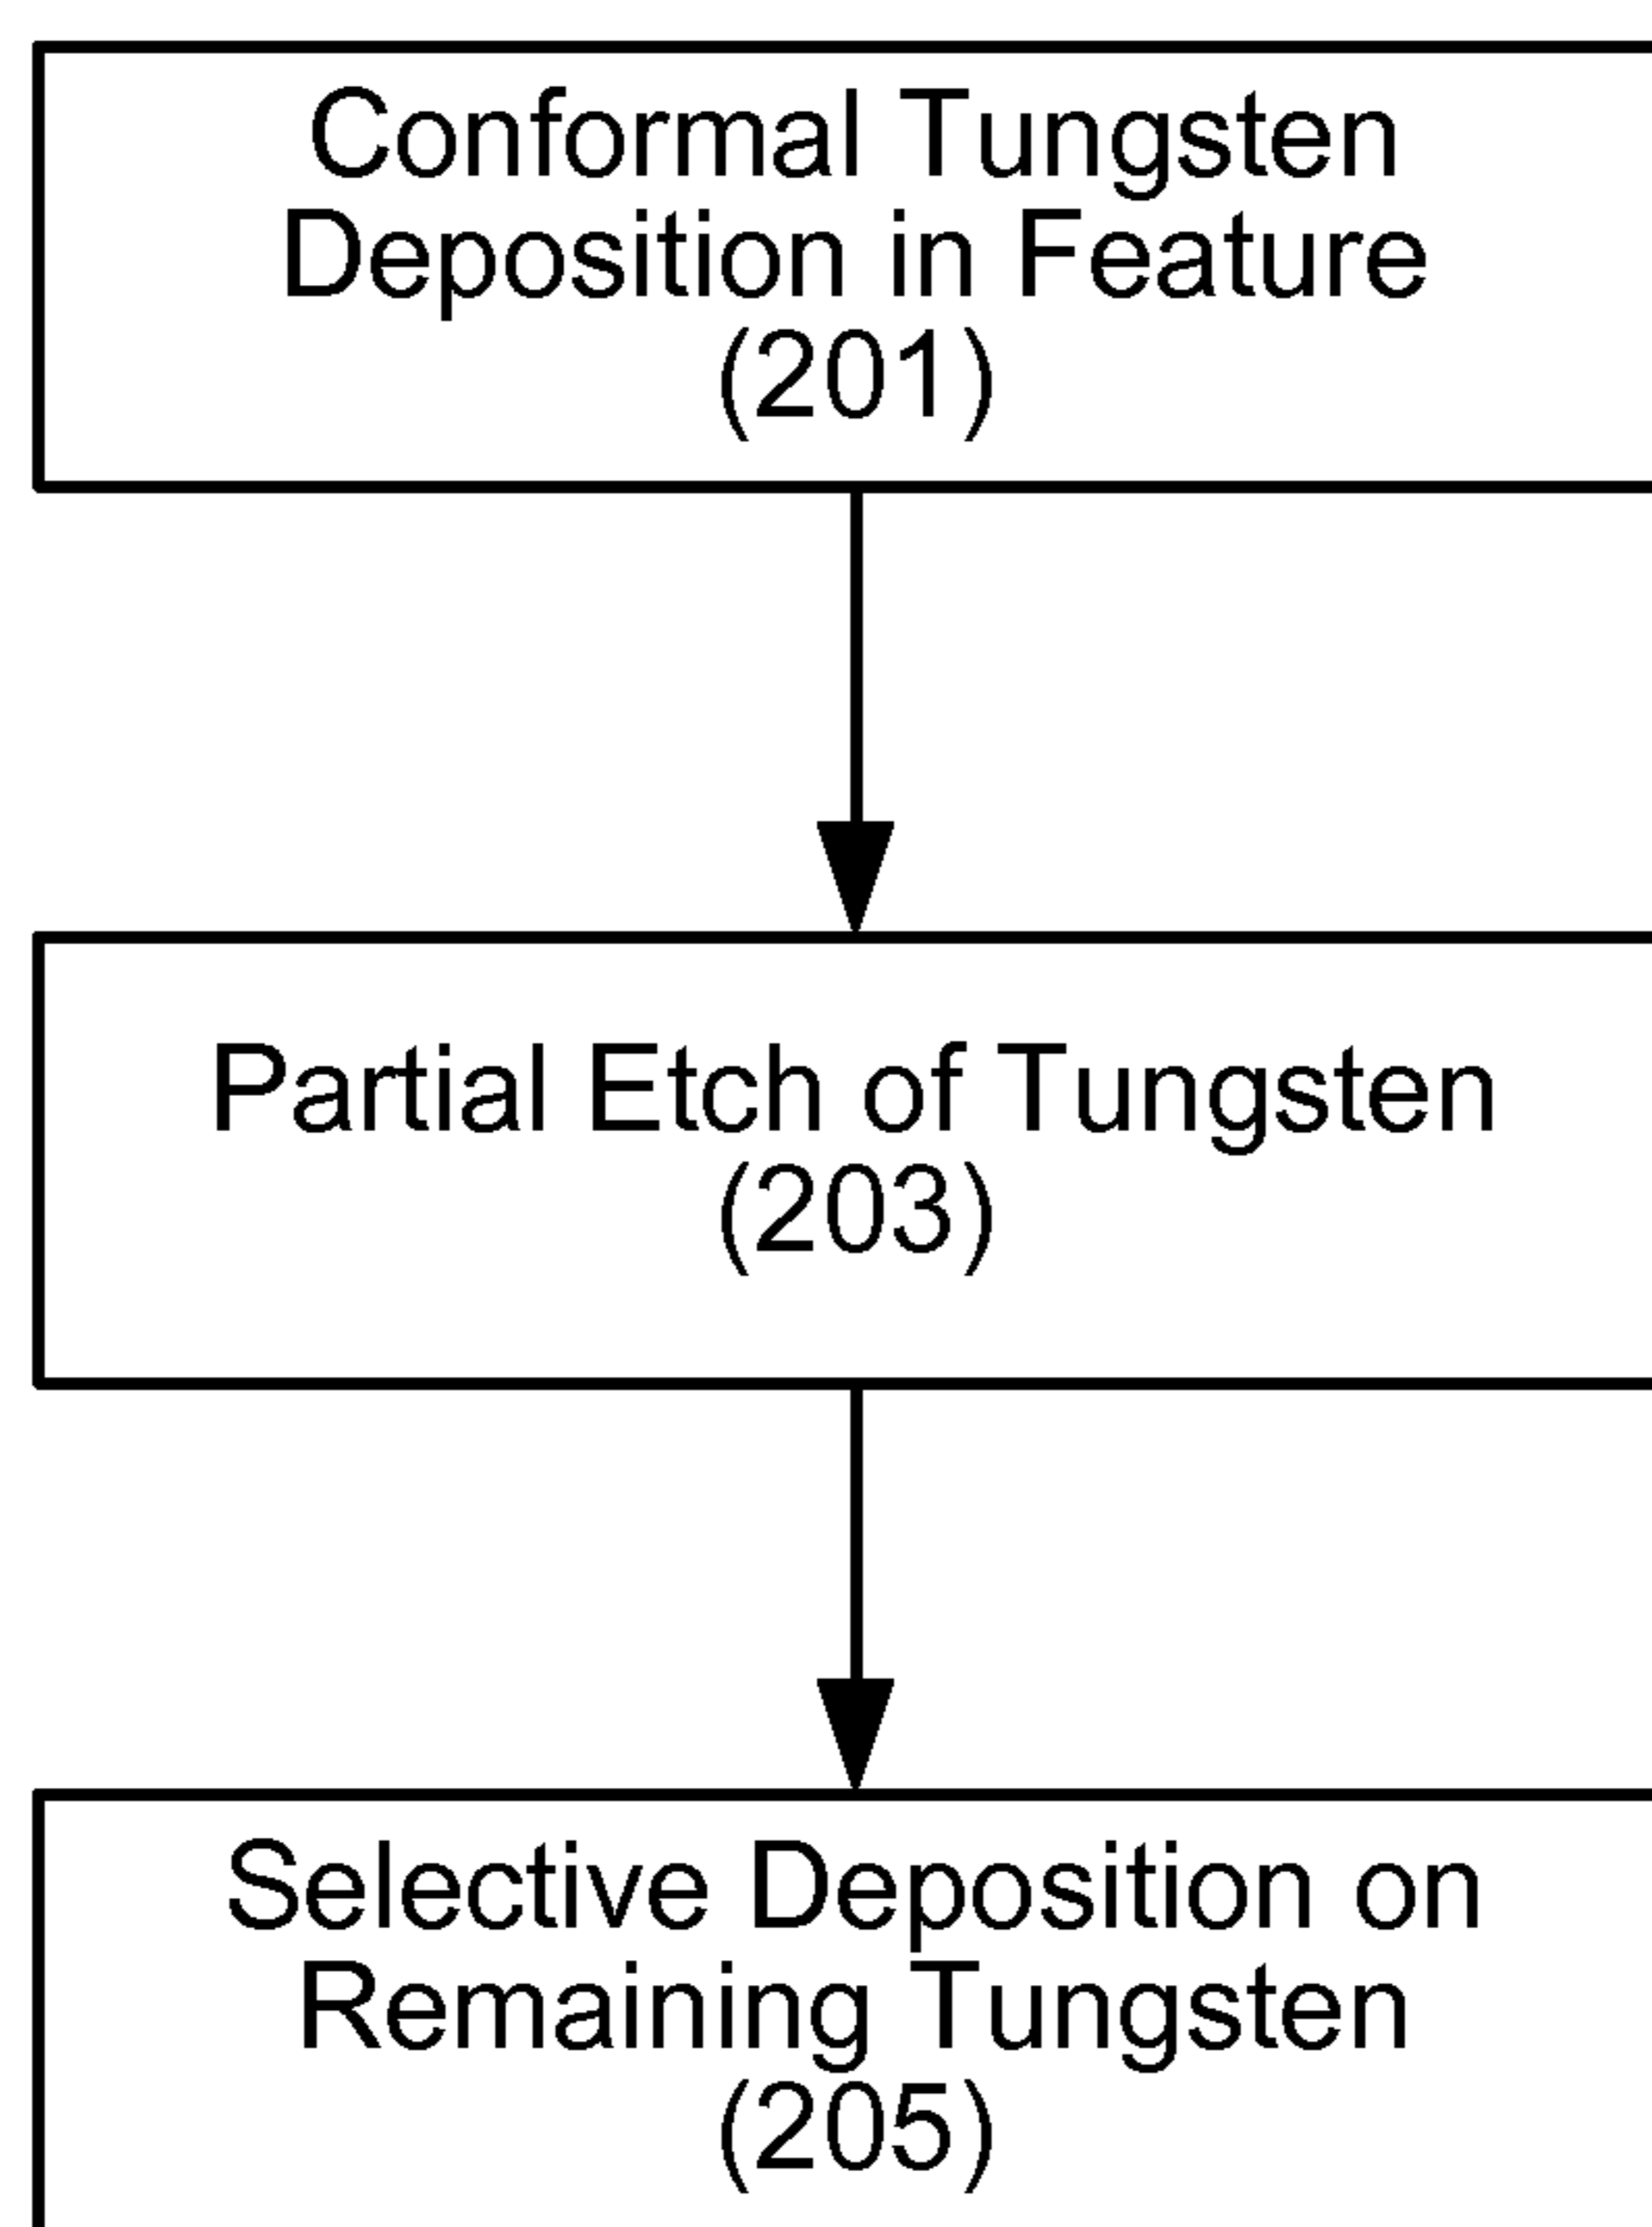 Conformal Tungsten
Deposition in Feature
(201)
Partial Etch of Tungsten
(203)
Selective Deposition on
Remaining Tungsten
(205)